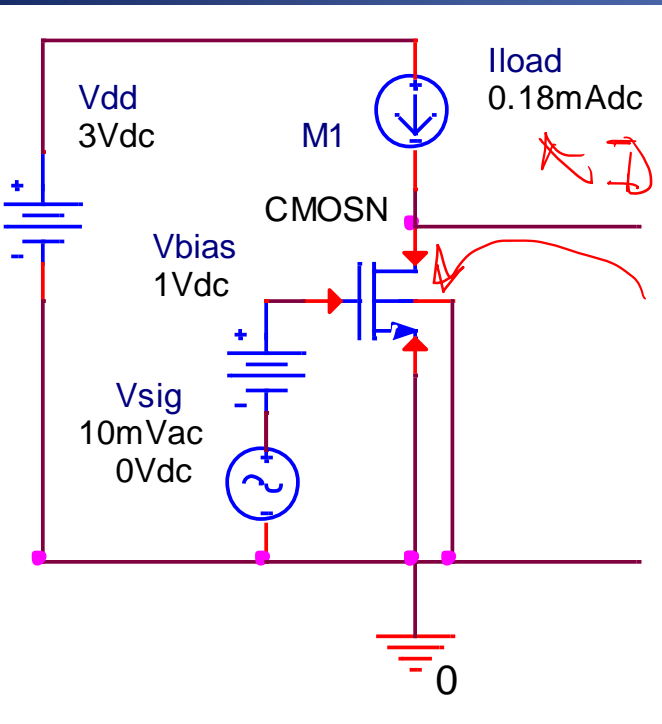 Iload
0.18mAdc
Vdd
3Vdc
M1
CMOSN
Vbias
1Vdc
Vsig
10mVac
0Vdc
0